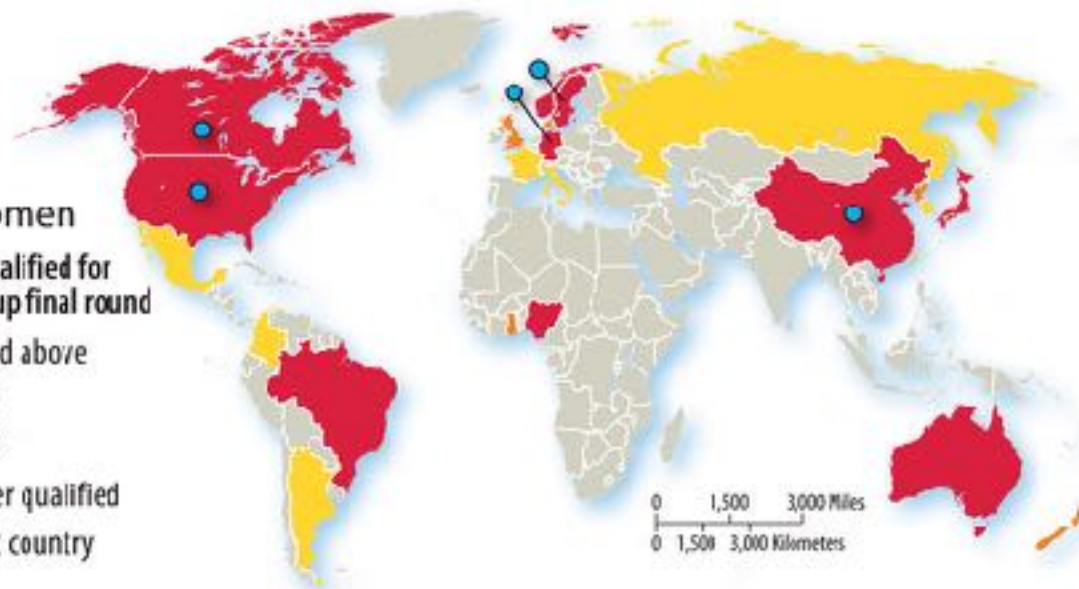 omen
alified for
up final round
d above
er qualified
country
0 1,500 3,000 Miles
0 1,500 3,000 Kilometers